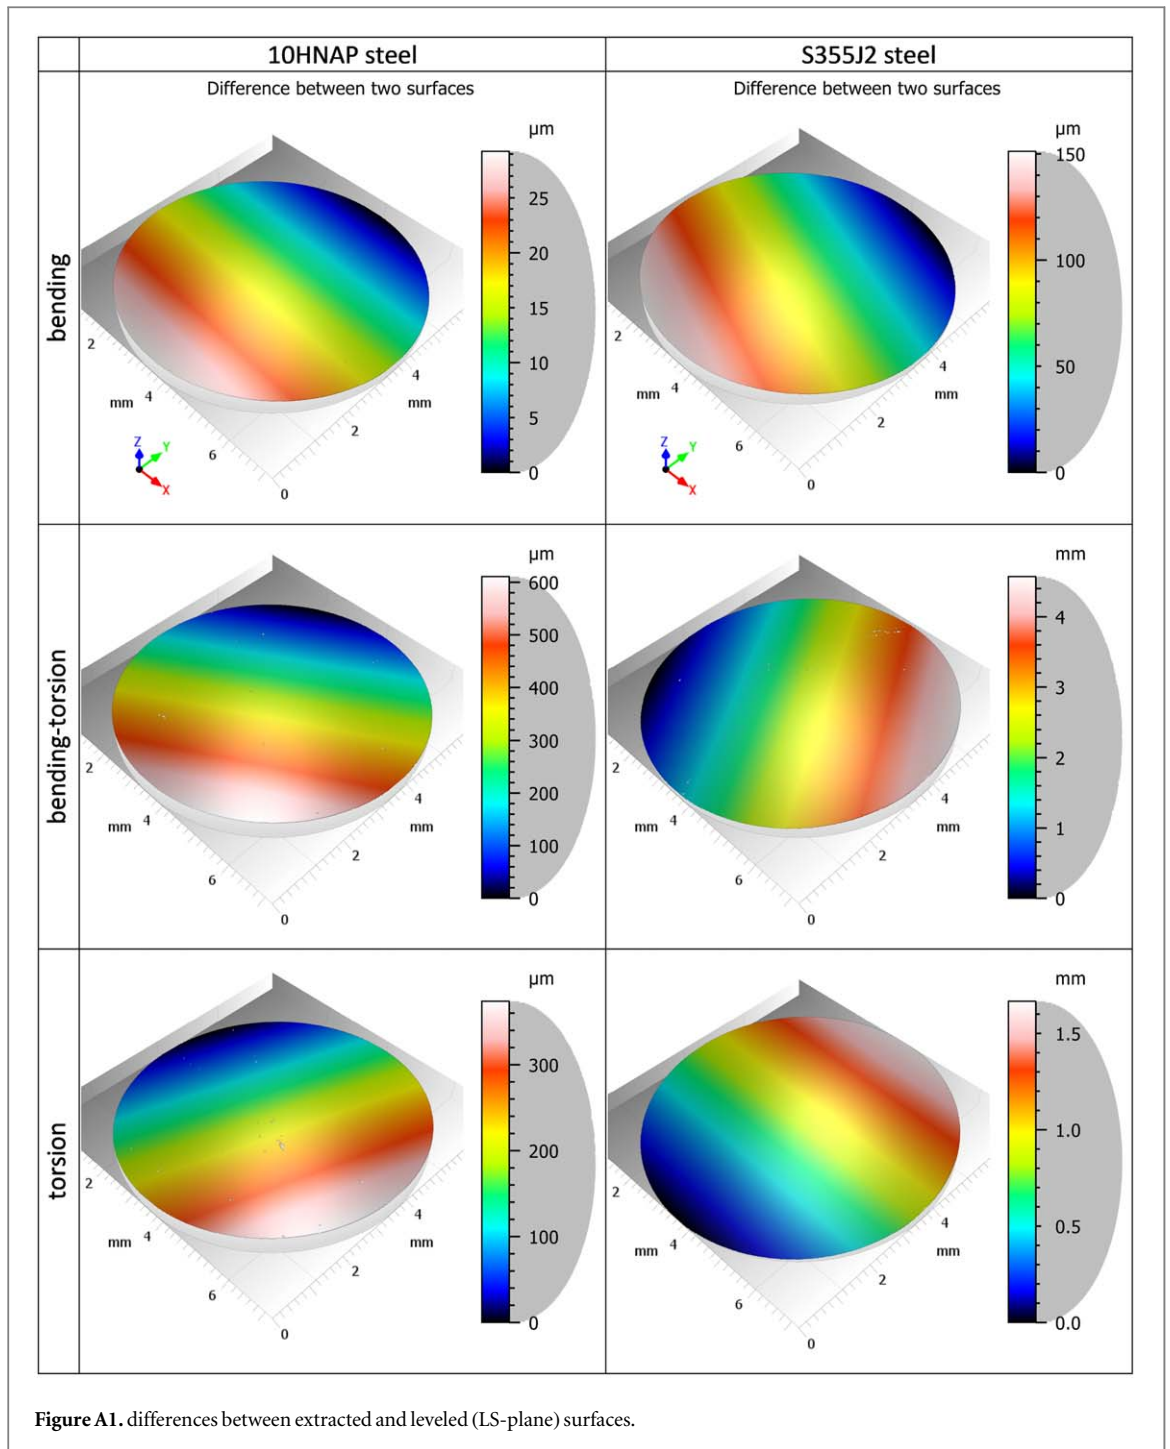 10HNAP steel
S355J2 steel
bending
Difference between two surfaces
µm
25
20
15
10
5
0
2
4
mm
6
0
2
4
mm
Z
Y
X
Difference between two surfaces
µm
150
100
50
0
2
4
mm
6
0
2
4
mm
Z
Y
X
bending-torsion
µm
600
500
400
300
200
100
0
2
4
mm
6
0
2
4
mm
mm
4
3
2
1
0
2
4
mm
6
0
2
4
mm
torsion
µm
300
200
100
0
2
4
mm
6
0
2
4
mm
mm
1.5
1.0
0.5
0.0
2
4
mm
6
0
2
4
mm
Figure A1. differences between extracted and leveled (LS-plane) surfaces.